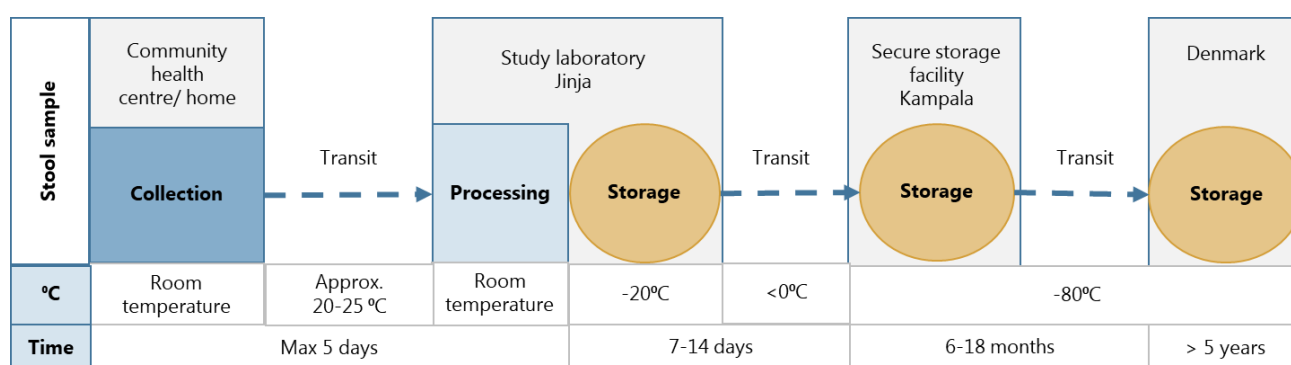 Stool sample
Community
health
centre/ home
Study laboratory
Jinja
Secure storage
facility
Kampala
Denmark
Collection
Transit
Processing
Storage
Transit
Storage
Transit
Storage
ºC
Room
temperature
Approx.
20-25 ºC
Room
temperature
-20ºC
<0ºC
-80ºC
Time
Max 5 days
7-14 days
6-18 months
> 5 years